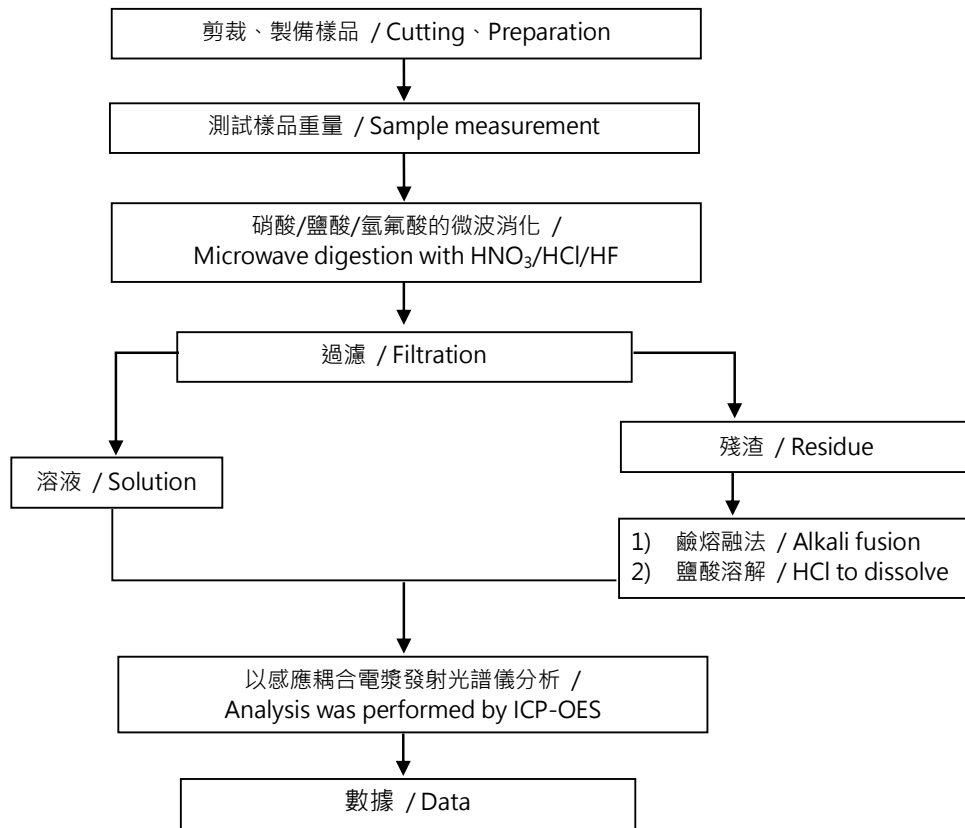 剪裁、製備樣品 / Cutting、Preparation
測試樣品重量 / Sample measurement
硝酸/鹽酸/氫氟酸的微波消化 /
Microwave digestion with HNO₃/HCl/HF
過濾 / Filtration
溶液 / Solution
殘渣 / Residue
1) 鹼熔融法 / Alkali fusion
2) 鹽酸溶解 / HCl to dissolve
以感應耦合電漿發射光譜儀分析 /
Analysis was performed by ICP-OES
數據 / Data